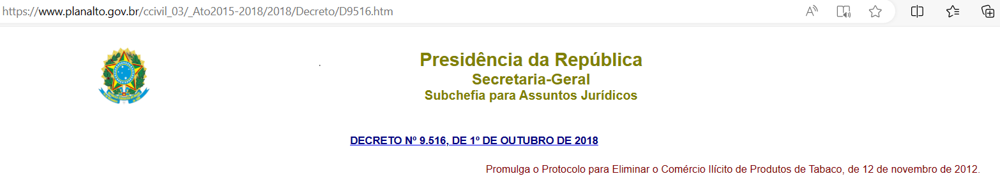 https://www.planalto.gov.br/ccivil_03/_Ato2015-2018/2018/Decreto/D9516.htm
Presidência da República
Secretaria-Geral
Subchefia para Assuntos Jurídicos
.
DECRETO Nº 9.516, DE 1º DE OUTUBRO DE 2018
Promulga o Protocolo para Eliminar o Comércio Ilícito de Produtos de Tabaco, de 12 de novembro de 2012.